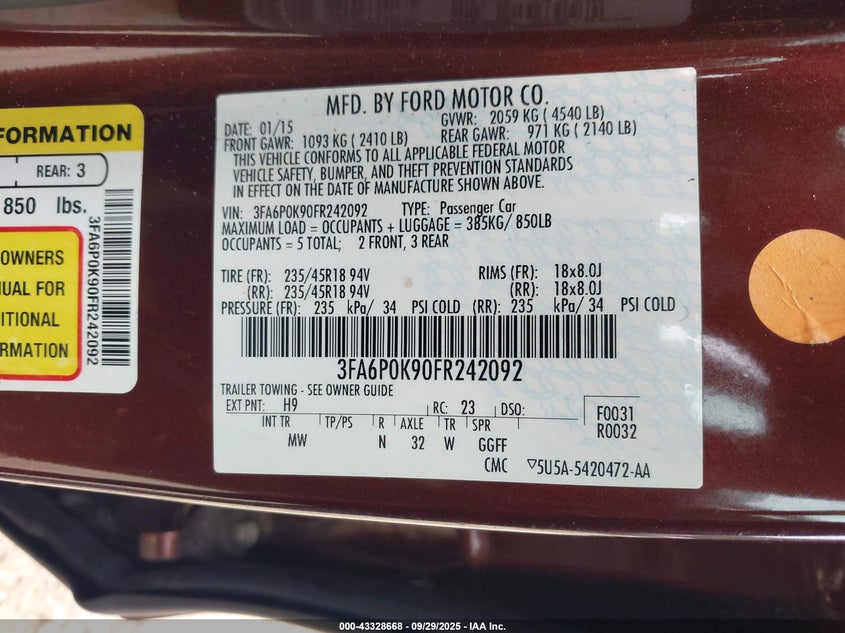 FORMATION
REAR: 3
850 lbs.
OWNERS
UAL FOR
DITIONAL
ORMATION
3FA6P0K90FR242092
MFD. BY FORD MOTOR CO.
DATE: 01/15 GVWR: 2059 KG ( 4540 LB)
FRONT GAWR: 1093 KG ( 2410 LB) REAR GAWR: 971 KG ( 2140 LB)
THIS VEHICLE CONFORMS TO ALL APPLICABLE FEDERAL MOTOR
VEHICLE SAFETY, BUMPER, AND THEFT PREVENTION STANDARDS
IN EFFECT ON THE DATE OF MANUFACTURE SHOWN ABOVE.
VIN: 3FA6P0K90FR242092 TYPE: Passenger Car
MAXIMUM LOAD = OCCUPANTS + LUGGAGE = 385KG/ 850LB
OCCUPANTS = 5 TOTAL; 2 FRONT, 3 REAR
TIRE (FR): 235/45R18 94V RIMS (FR): 18x8.0J
(RR): 235/45R18 94V (RR): 18x8.0J
PRESSURE (FR): 235 kPa/ 34 PSI COLD (RR): 235 kPa/ 34 PSI COLD
3FA6P0K90FR242092
TRAILER TOWING - SEE OWNER GUIDE
EXT PNT: H9 RC: 23 DSO: F0031
INT TR TP/PS R AXLE TR SPR R0032
MW N 32 W GGFF
CMC 5U5A-5420472-AA
000-43328668 - 09/29/2025 - IAA Inc.